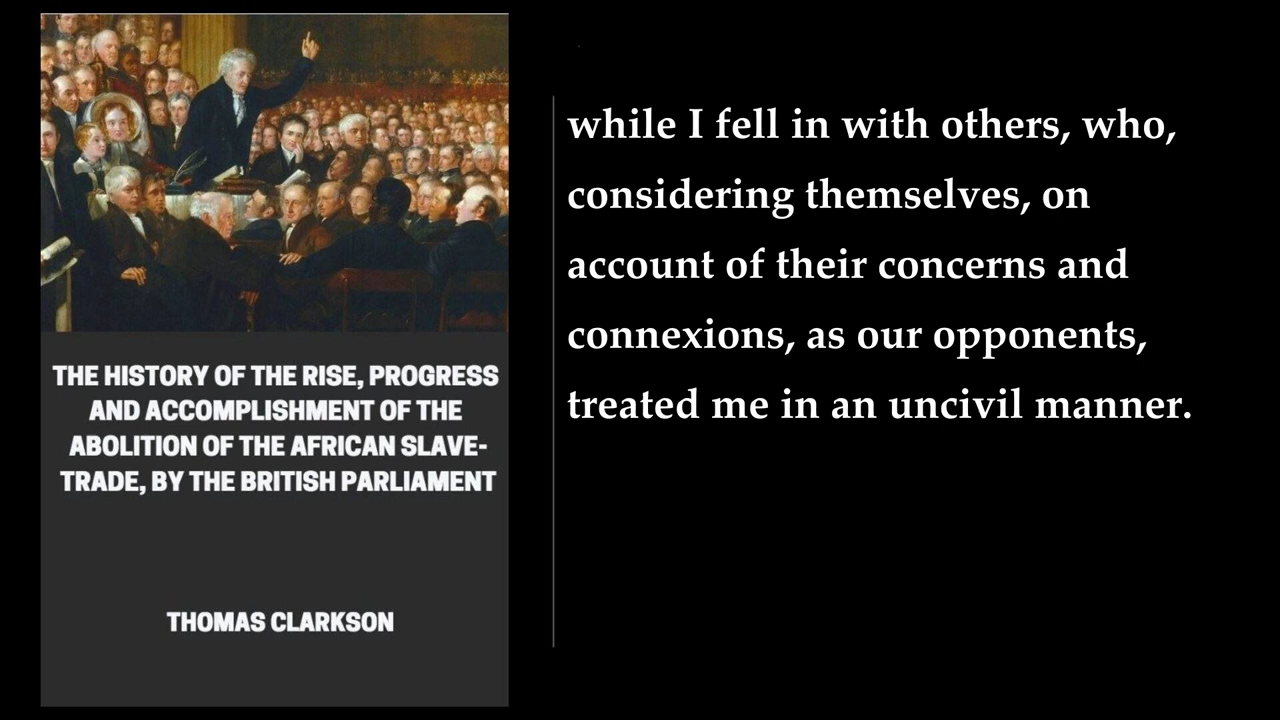 THE HISTORY OF THE RISE, PROGRESS
AND ACCOMPLISHMENT OF THE
ABOLITION OF THE AFRICAN SLAVE-
TRADE, BY THE BRITISH PARLIAMENT
THOMAS CLARKSON
while I fell in with others, who,
considering themselves, on
account of their concerns and
connexions, as our opponents,
treated me in an uncivil manner.